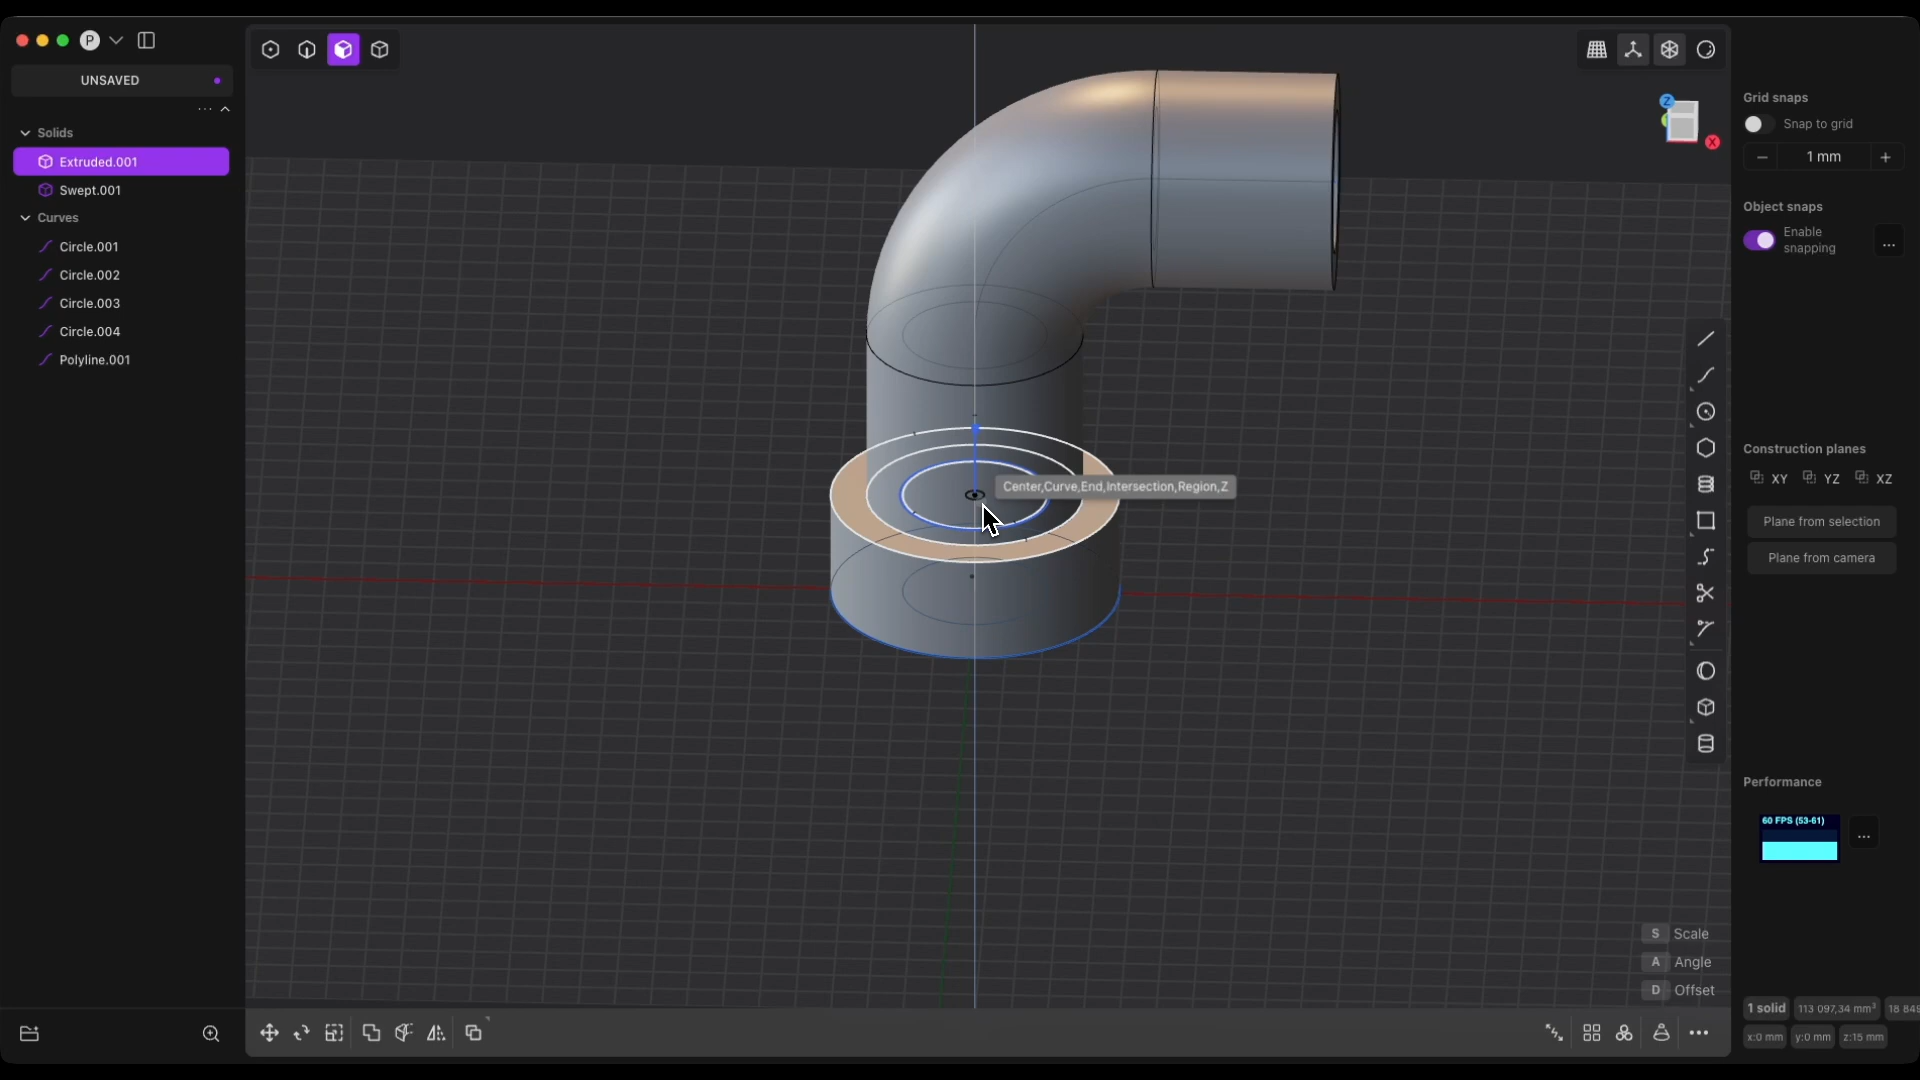 P
UNSAVED
Solids
Extruded.001
Swept.001
Curves
Circle.001
Circle.002
Circle.003
Circle.004
Polyline.001
Center,Curve,End,Intersection,Region,Z
Z
X
Grid snaps
Snap to grid
1 mm
Object snaps
Enable
snapping
Construction planes
XY
YZ
XZ
Plane from selection
Plane from camera
Performance
60 FPS (53-61)
S Scale
A Angle
D Offset
1 solid
113 097,34 mm³
18 849
x:0 mm
y:0 mm
z:15 mm